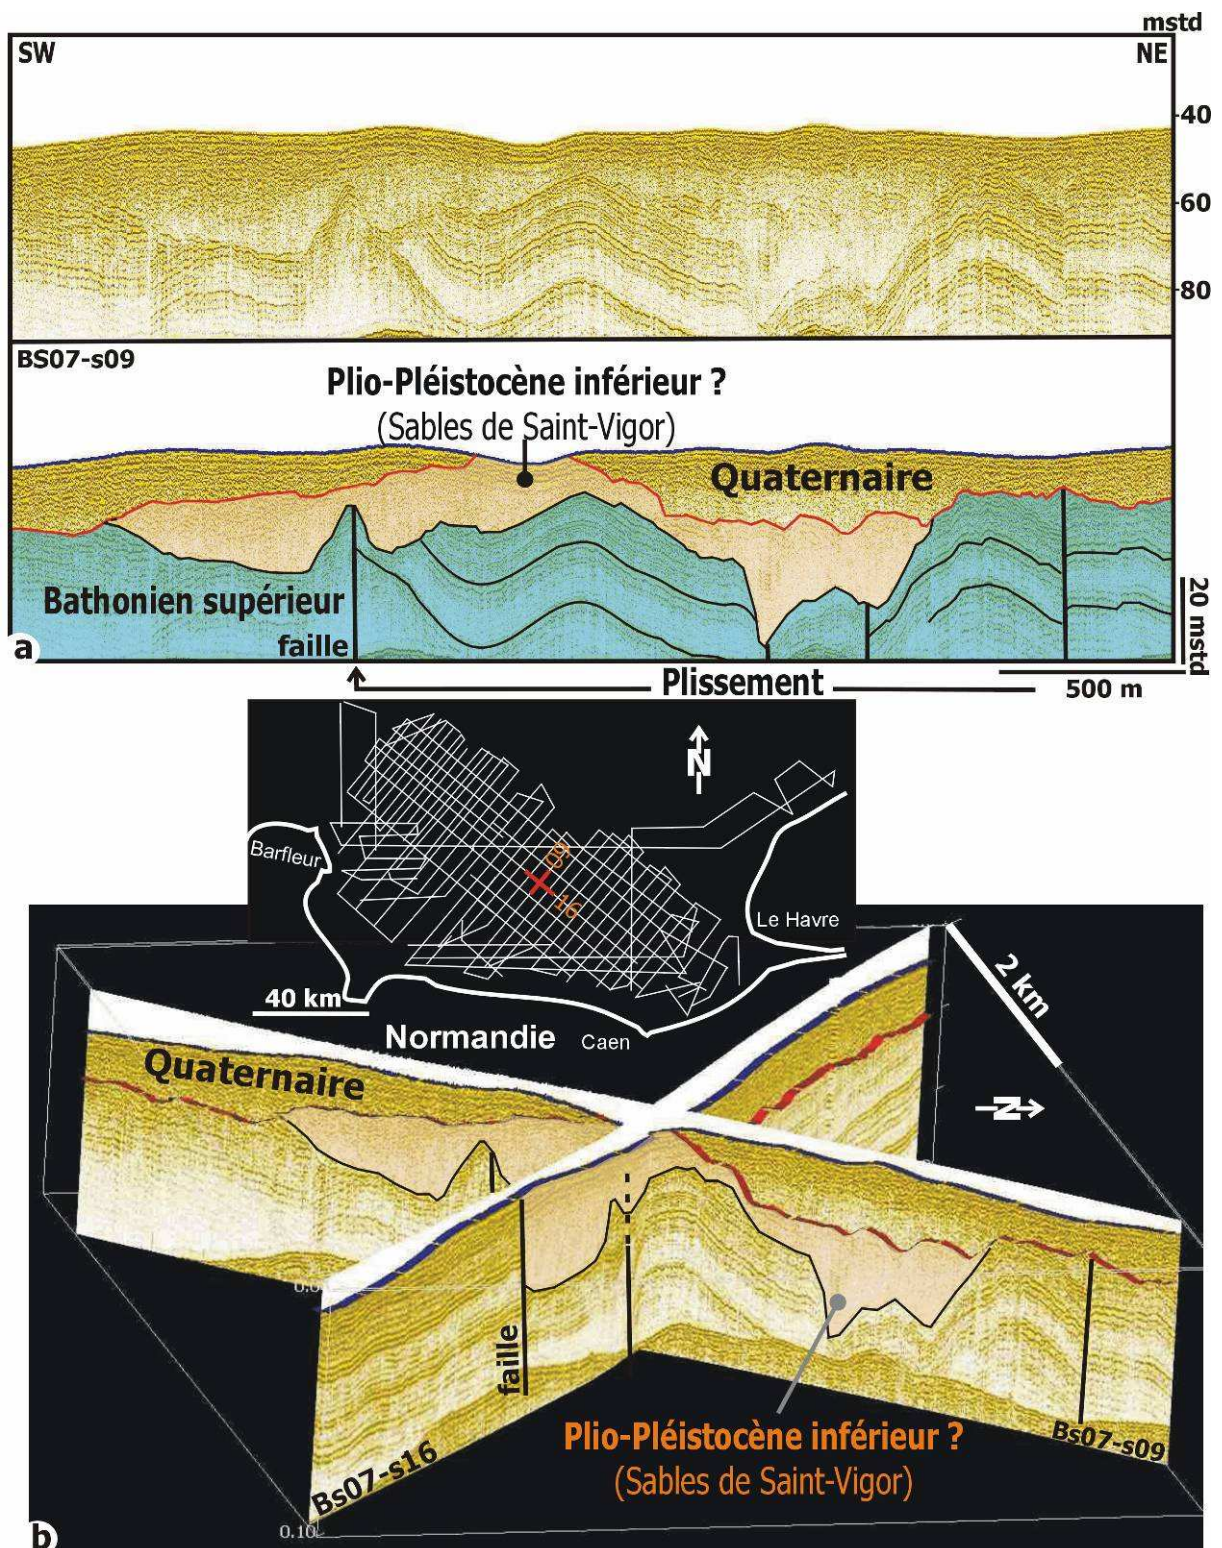 mstd
SW
NE
40
60
80
BS07-s09
Plio-Pléistocène inférieur ?
(Sables de Saint-Vigor)
Quaternaire
Bathonien supérieur
faille
a
20 mstd
Plissement
500 m
N
Barfleur
09
16
Le Havre
40 km
Normandie
Caen
2 km
Quaternaire
N
faille
Plio-Pléistocène inférieur ?
(Sables de Saint-Vigor)
Bs07-s09
Bs07-s16
0.10
b